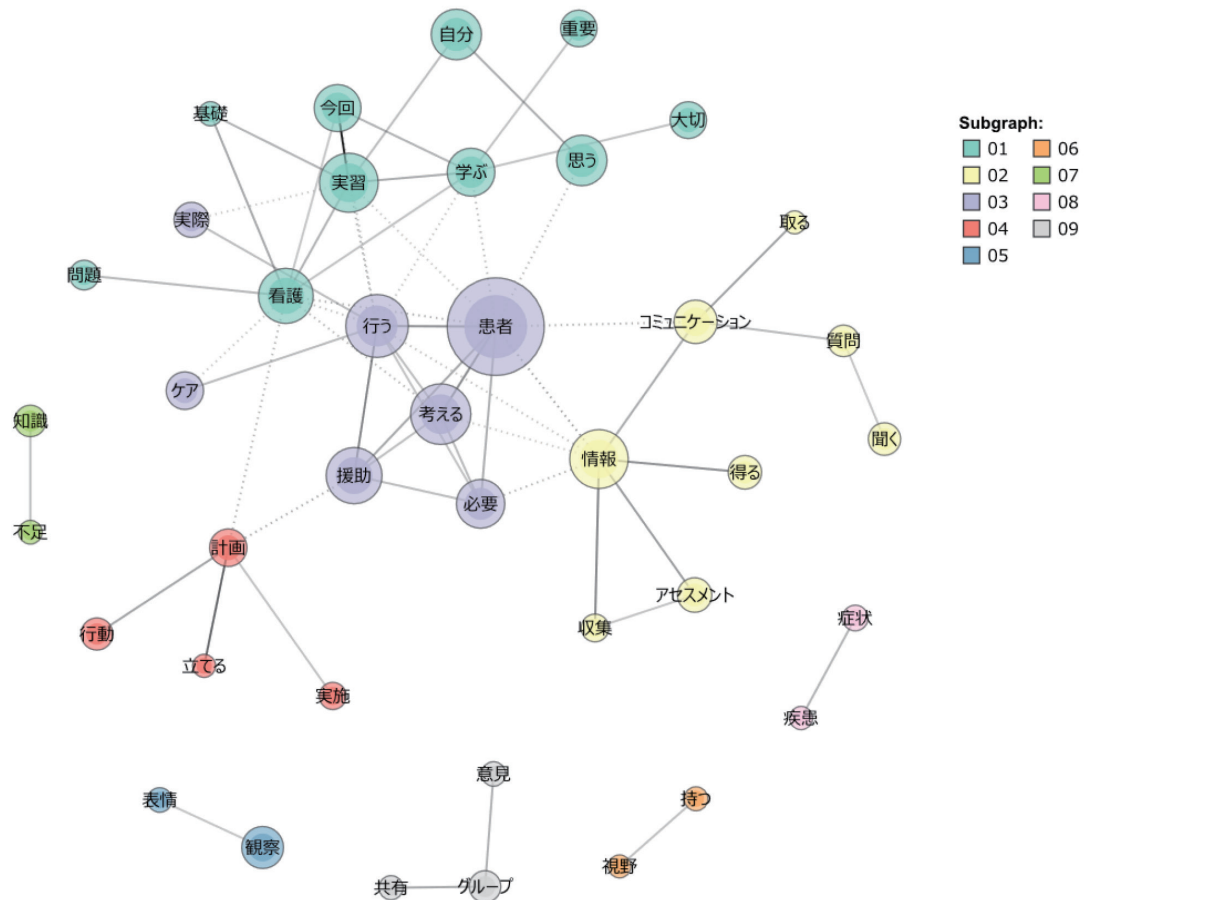 自分
重要
今回
基礎
大切
思う
学ぶ
実習
実際
取る
問題
看護
行う
患者
コミュニケーション
質問
ケア
考える
知識
聞く
情報
得る
援助
必要
不足
計画
アセスメント
収集
行動
症状
立てる
実施
疾患
意見
表情
持つ
観察
視野
共有
グループ
Subgraph:
01 06
02 07
03 08
04 09
05